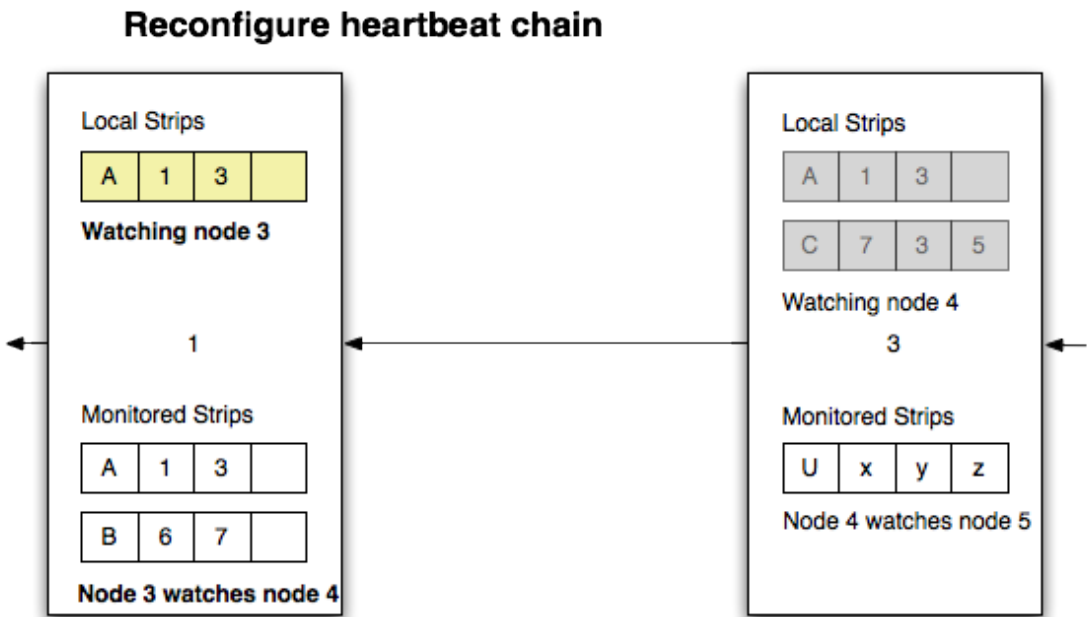 Reconfigure heartbeat chain
Local Strips
A 1 3
Watching node 3
1
Monitored Strips
A 1 3
B 6 7
Node 3 watches node 4
Local Strips
A 1 3
C 7 3 5
Watching node 4
3
Monitored Strips
U x y z
Node 4 watches node 5